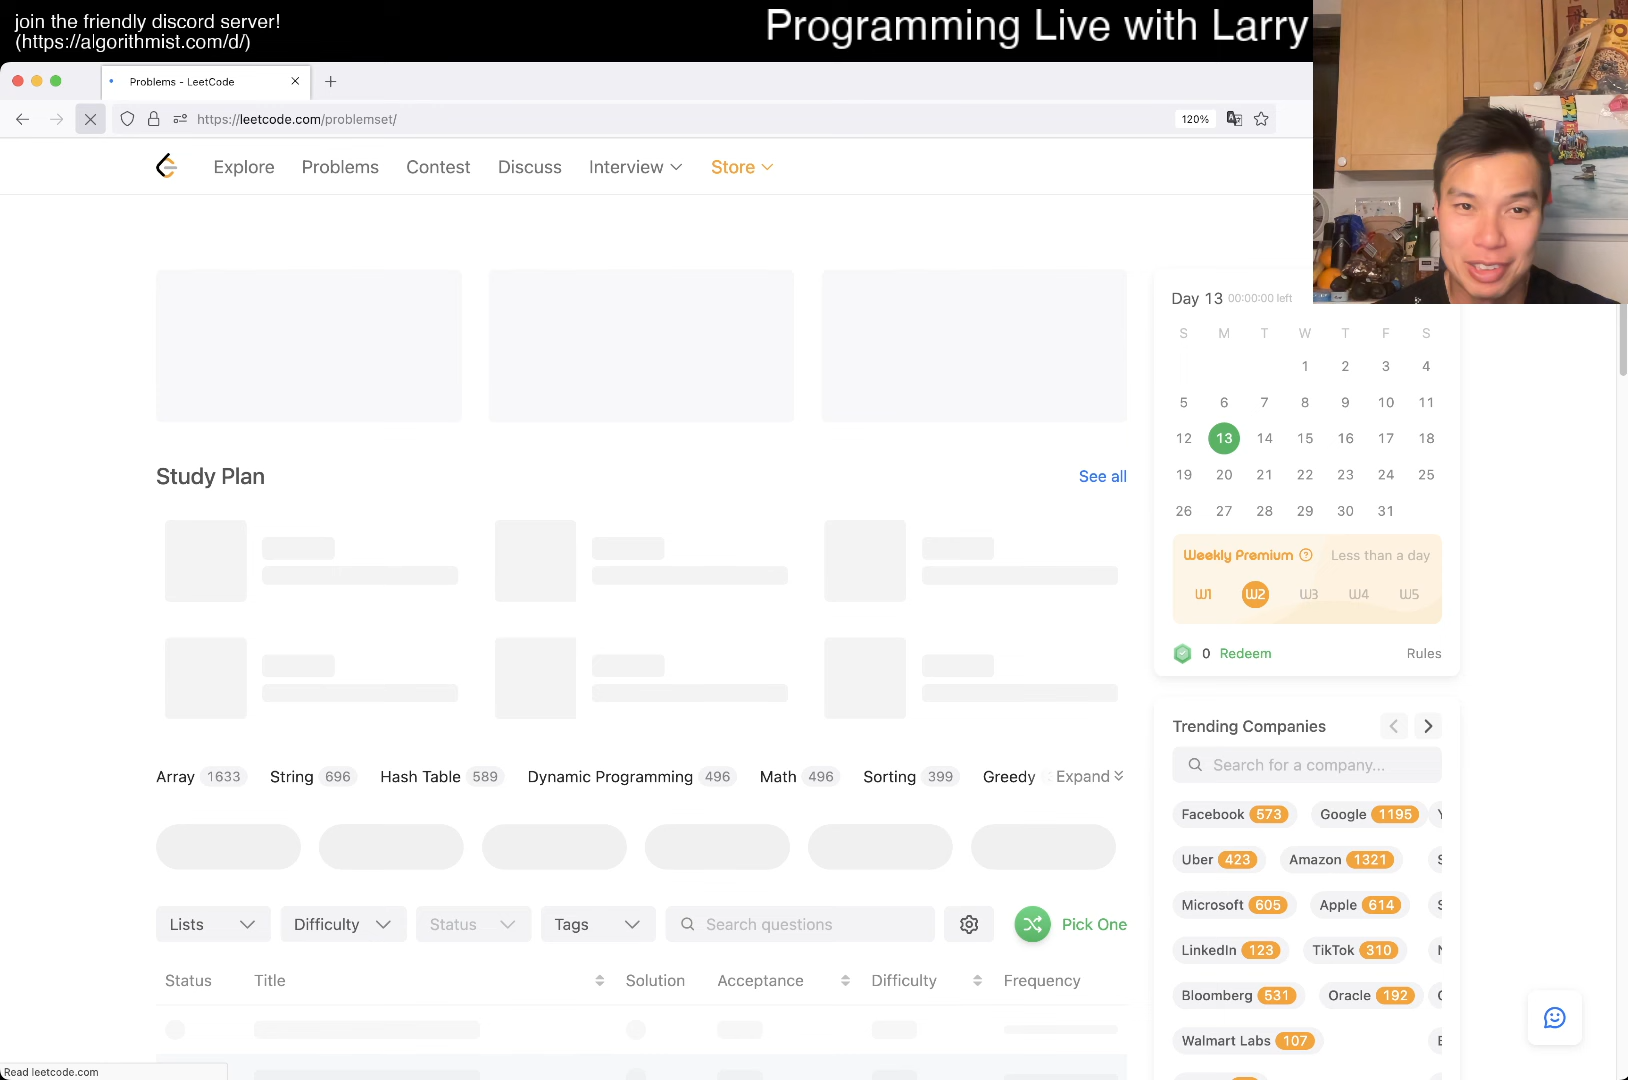 join the friendly discord server!
(https://algorithmist.com/d/)
Programming Live with Larry
Problems - LeetCode
https://leetcode.com/problemset/
120%
Explore Problems Contest Discuss Interview Store
Day 13 00:00:00 left
S M T W T F S
1 2 3 4
5 6 7 8 9 10 11
12 13 14 15 16 17 18
19 20 21 22 23 24 25
26 27 28 29 30 31
Study Plan See all
Weekly Premium Less than a day
W1 W2 W3 W4 W5
0 Redeem Rules
Array 1633 String 696 Hash Table 589 Dynamic Programming 496 Math 496 Sorting 399 Greedy Expand
Trending Companies
Search for a company...
Facebook 573 Google 1195
Uber 423 Amazon 1321
Microsoft 605 Apple 614
LinkedIn 123 TikTok 310
Bloomberg 531 Oracle 192
Walmart Labs 107
Lists Difficulty Status Tags Search questions Pick One
Status Title Solution Acceptance Difficulty Frequency
Read leetcode.com